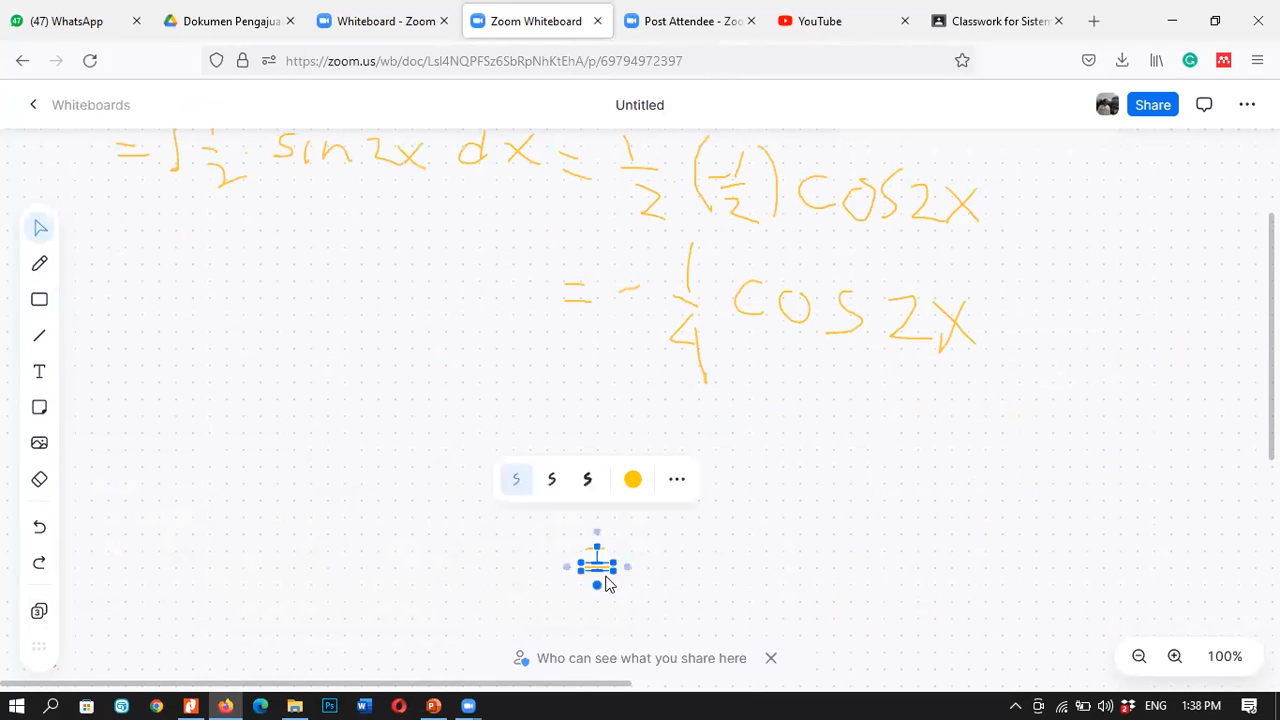 (47) WhatsApp
Dokumen Pengajua
Whiteboard - Zoom
Zoom Whiteboard
Post Attendee - Zo
YouTube
Classwork for Sistem
https://zoom.us/wb/doc/LsI4NQPFSz6SbhsNhKtEhA/p/69794972397
Whiteboards
Untitled
Share
= ∫ 1/2 sin 2x dx = 1/2 (-1/2) cos 2x
= - 1/4 cos 2x
=
Who can see what you share here
100%
ENG
1:38 PM